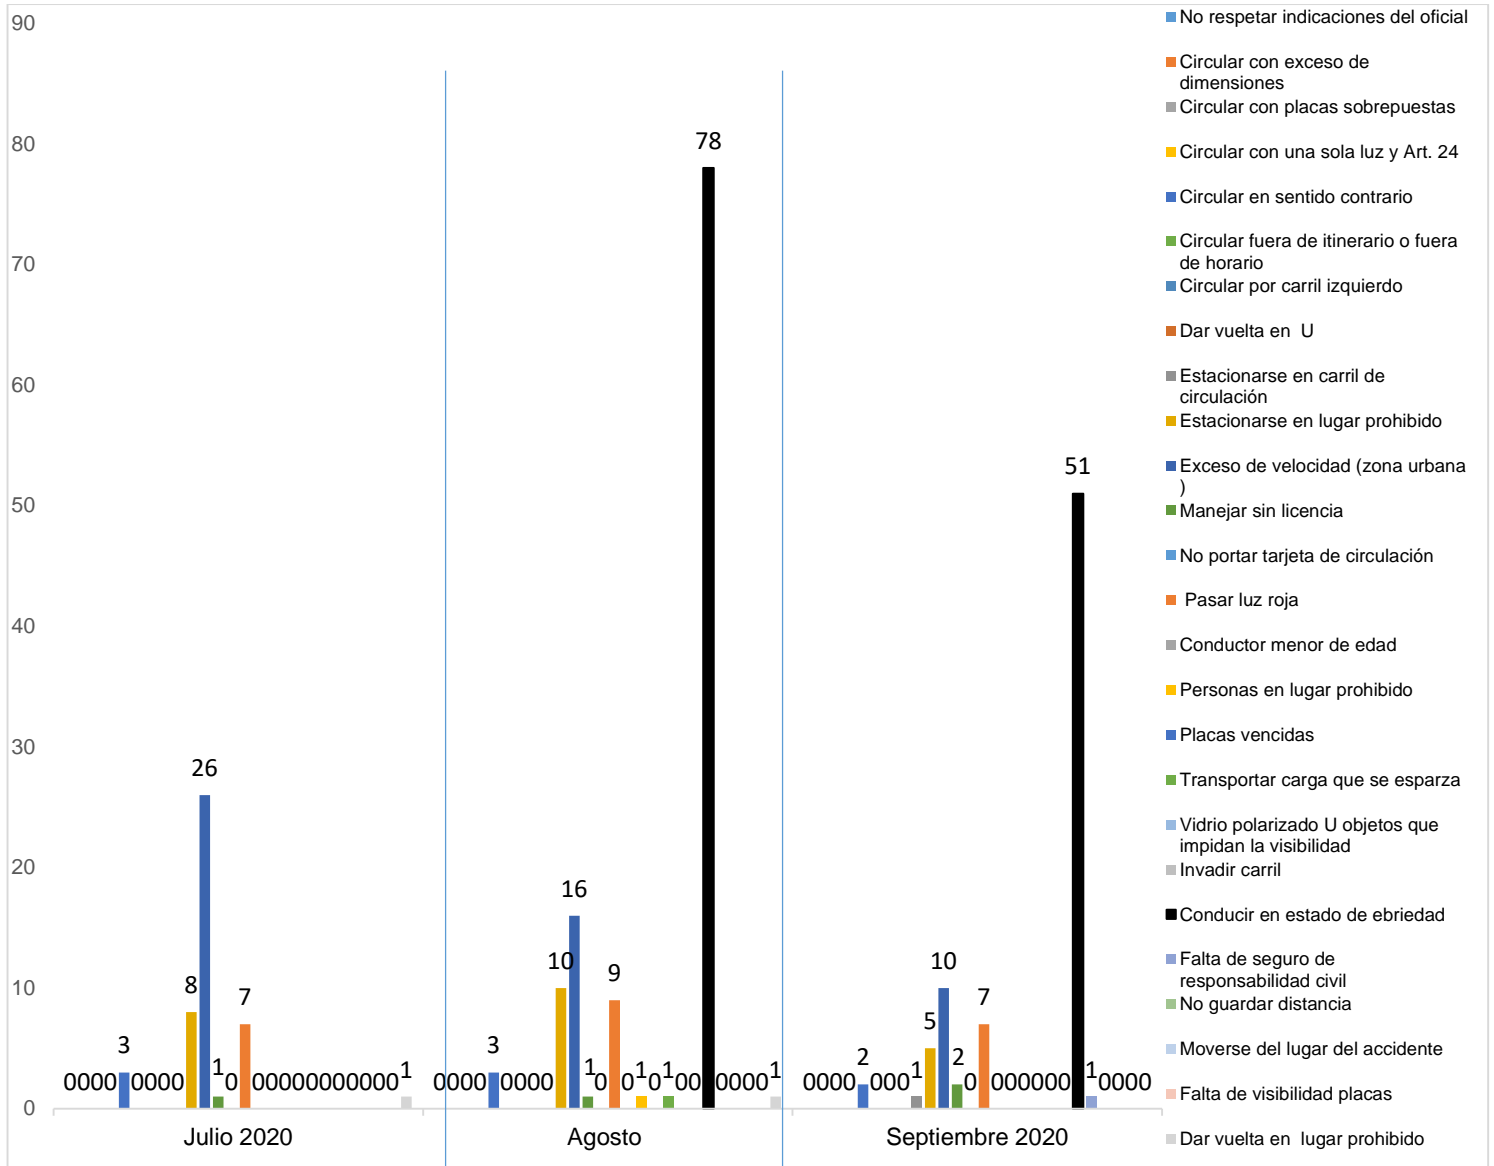 90
80
70
60
50
40
30
20
10
0
0000
3
0000
8
26
1
0
7
00000000000
1
0000
3
0000
10
16
1
0
9
0
1
0
1
00
78
0000
1
0000
2
000
1
5
10
2
0
7
000000
51
1
0000
Julio 2020
Agosto
Septiembre 2020
No respetar indicaciones del oficial
Circular con exceso de
dimensiones
Circular con placas sobrepuestas
Circular con una sola luz y Art. 24
Circular en sentido contrario
Circular fuera de itinerario o fuera
de horario
Circular por carril izquierdo
Dar vuelta en  U
Estacionarse en carril de
circulación
Estacionarse en lugar prohibido
Exceso de velocidad (zona urbana
)
Manejar sin licencia
No portar tarjeta de circulación
Pasar luz roja
Conductor menor de edad
Personas en lugar prohibido
Placas vencidas
Transportar carga que se esparza
Vidrio polarizado U objetos que
impidan la visibilidad
Invadir carril
Conducir en estado de ebriedad
Falta de seguro de
responsabilidad civil
No guardar distancia
Moverse del lugar del accidente
Falta de visibilidad placas
Dar vuelta en  lugar prohibido